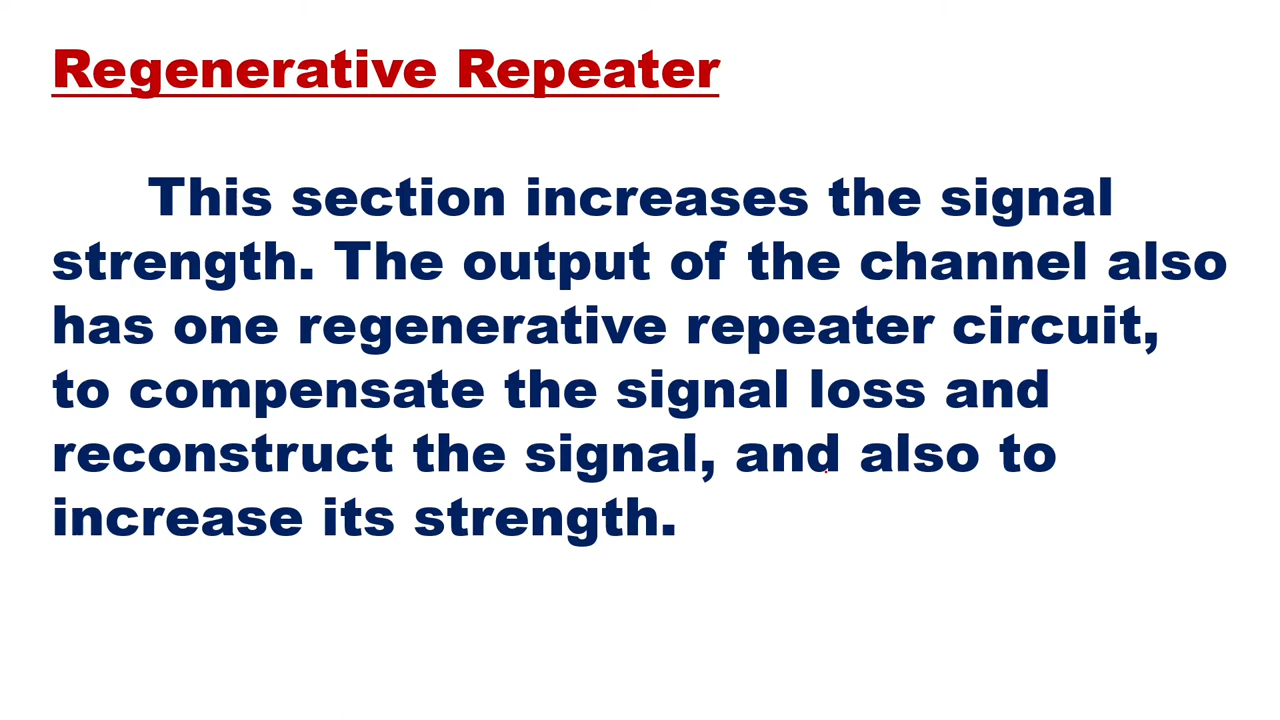 Regenerative Repeater
This section increases the signal
strength. The output of the channel also
has one regenerative repeater circuit,
to compensate the signal loss and
reconstruct the signal, and also to
increase its strength.